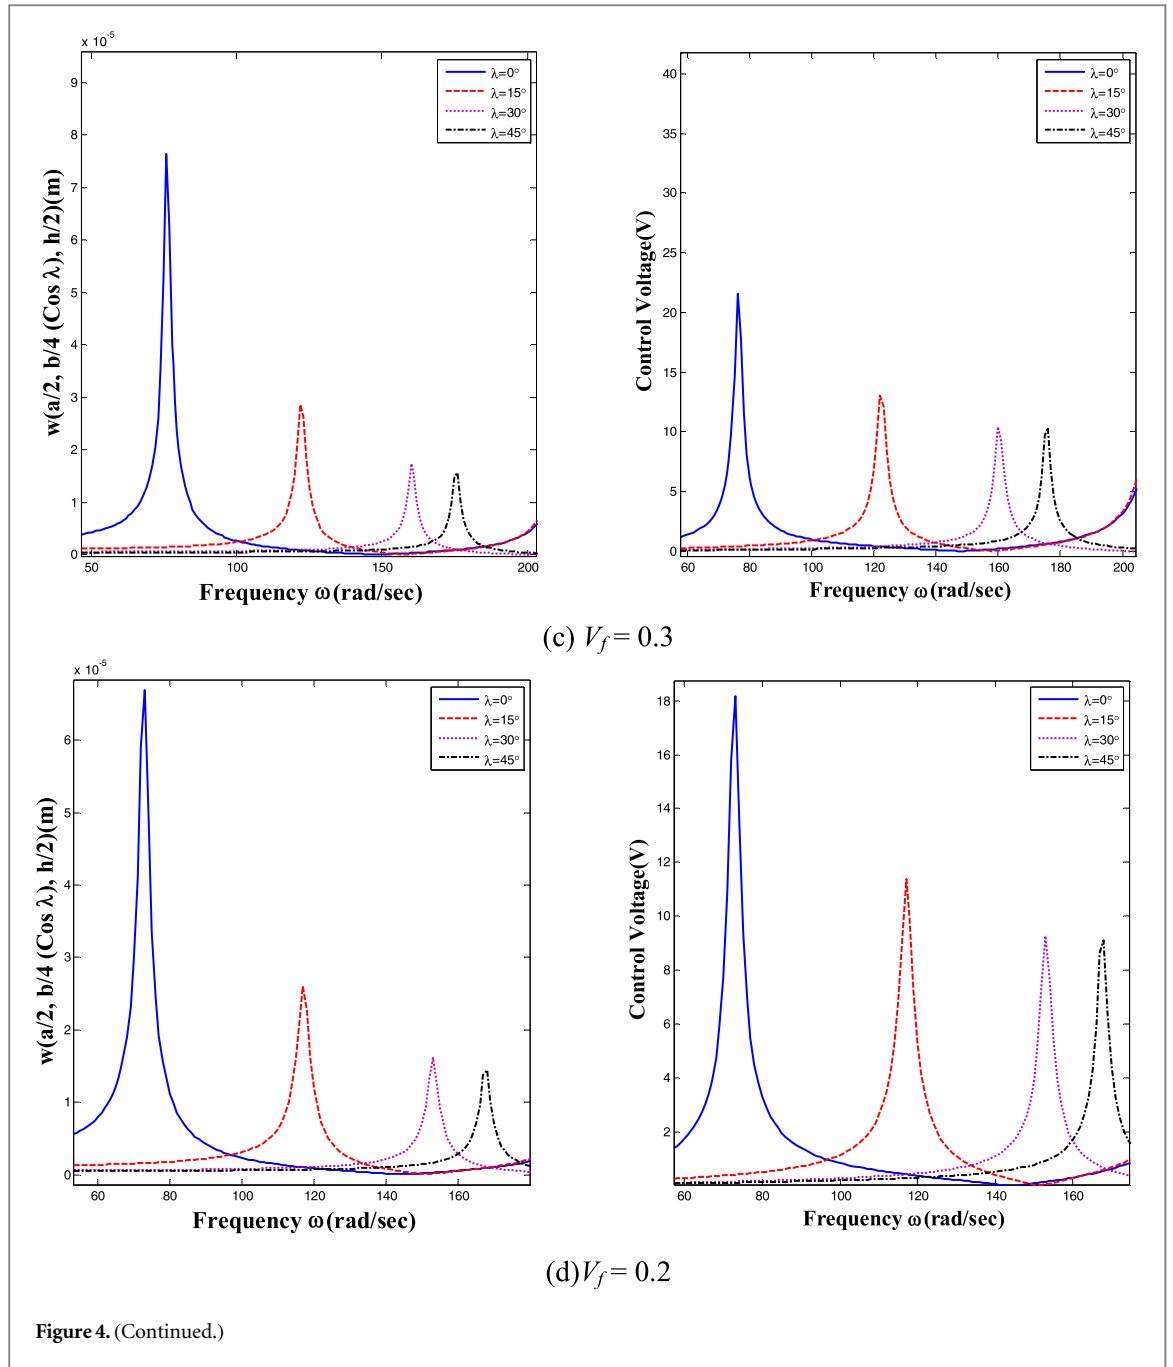 x 10⁻⁵
9
8
7
6
5
4
3
2
1
0
50
100
150
200
w(a/2, b/4 (Cos λ), h/2)(m)
Frequency ω(rad/sec)
λ=0°
λ=15°
λ=30°
λ=45°
40
35
30
25
20
15
10
5
0
60
80
100
120
140
160
180
200
Control Voltage(V)
Frequency ω(rad/sec)
λ=0°
λ=15°
λ=30°
λ=45°
(c) V_f = 0.3
x 10⁻⁵
6
5
4
3
2
1
0
60
80
100
120
140
160
w(a/2, b/4 (Cos λ), h/2)(m)
Frequency ω(rad/sec)
λ=0°
λ=15°
λ=30°
λ=45°
18
16
14
12
10
8
6
4
2
60
80
100
120
140
160
Control Voltage(V)
Frequency ω(rad/sec)
λ=0°
λ=15°
λ=30°
λ=45°
(d)V_f = 0.2
Figure 4. (Continued.)